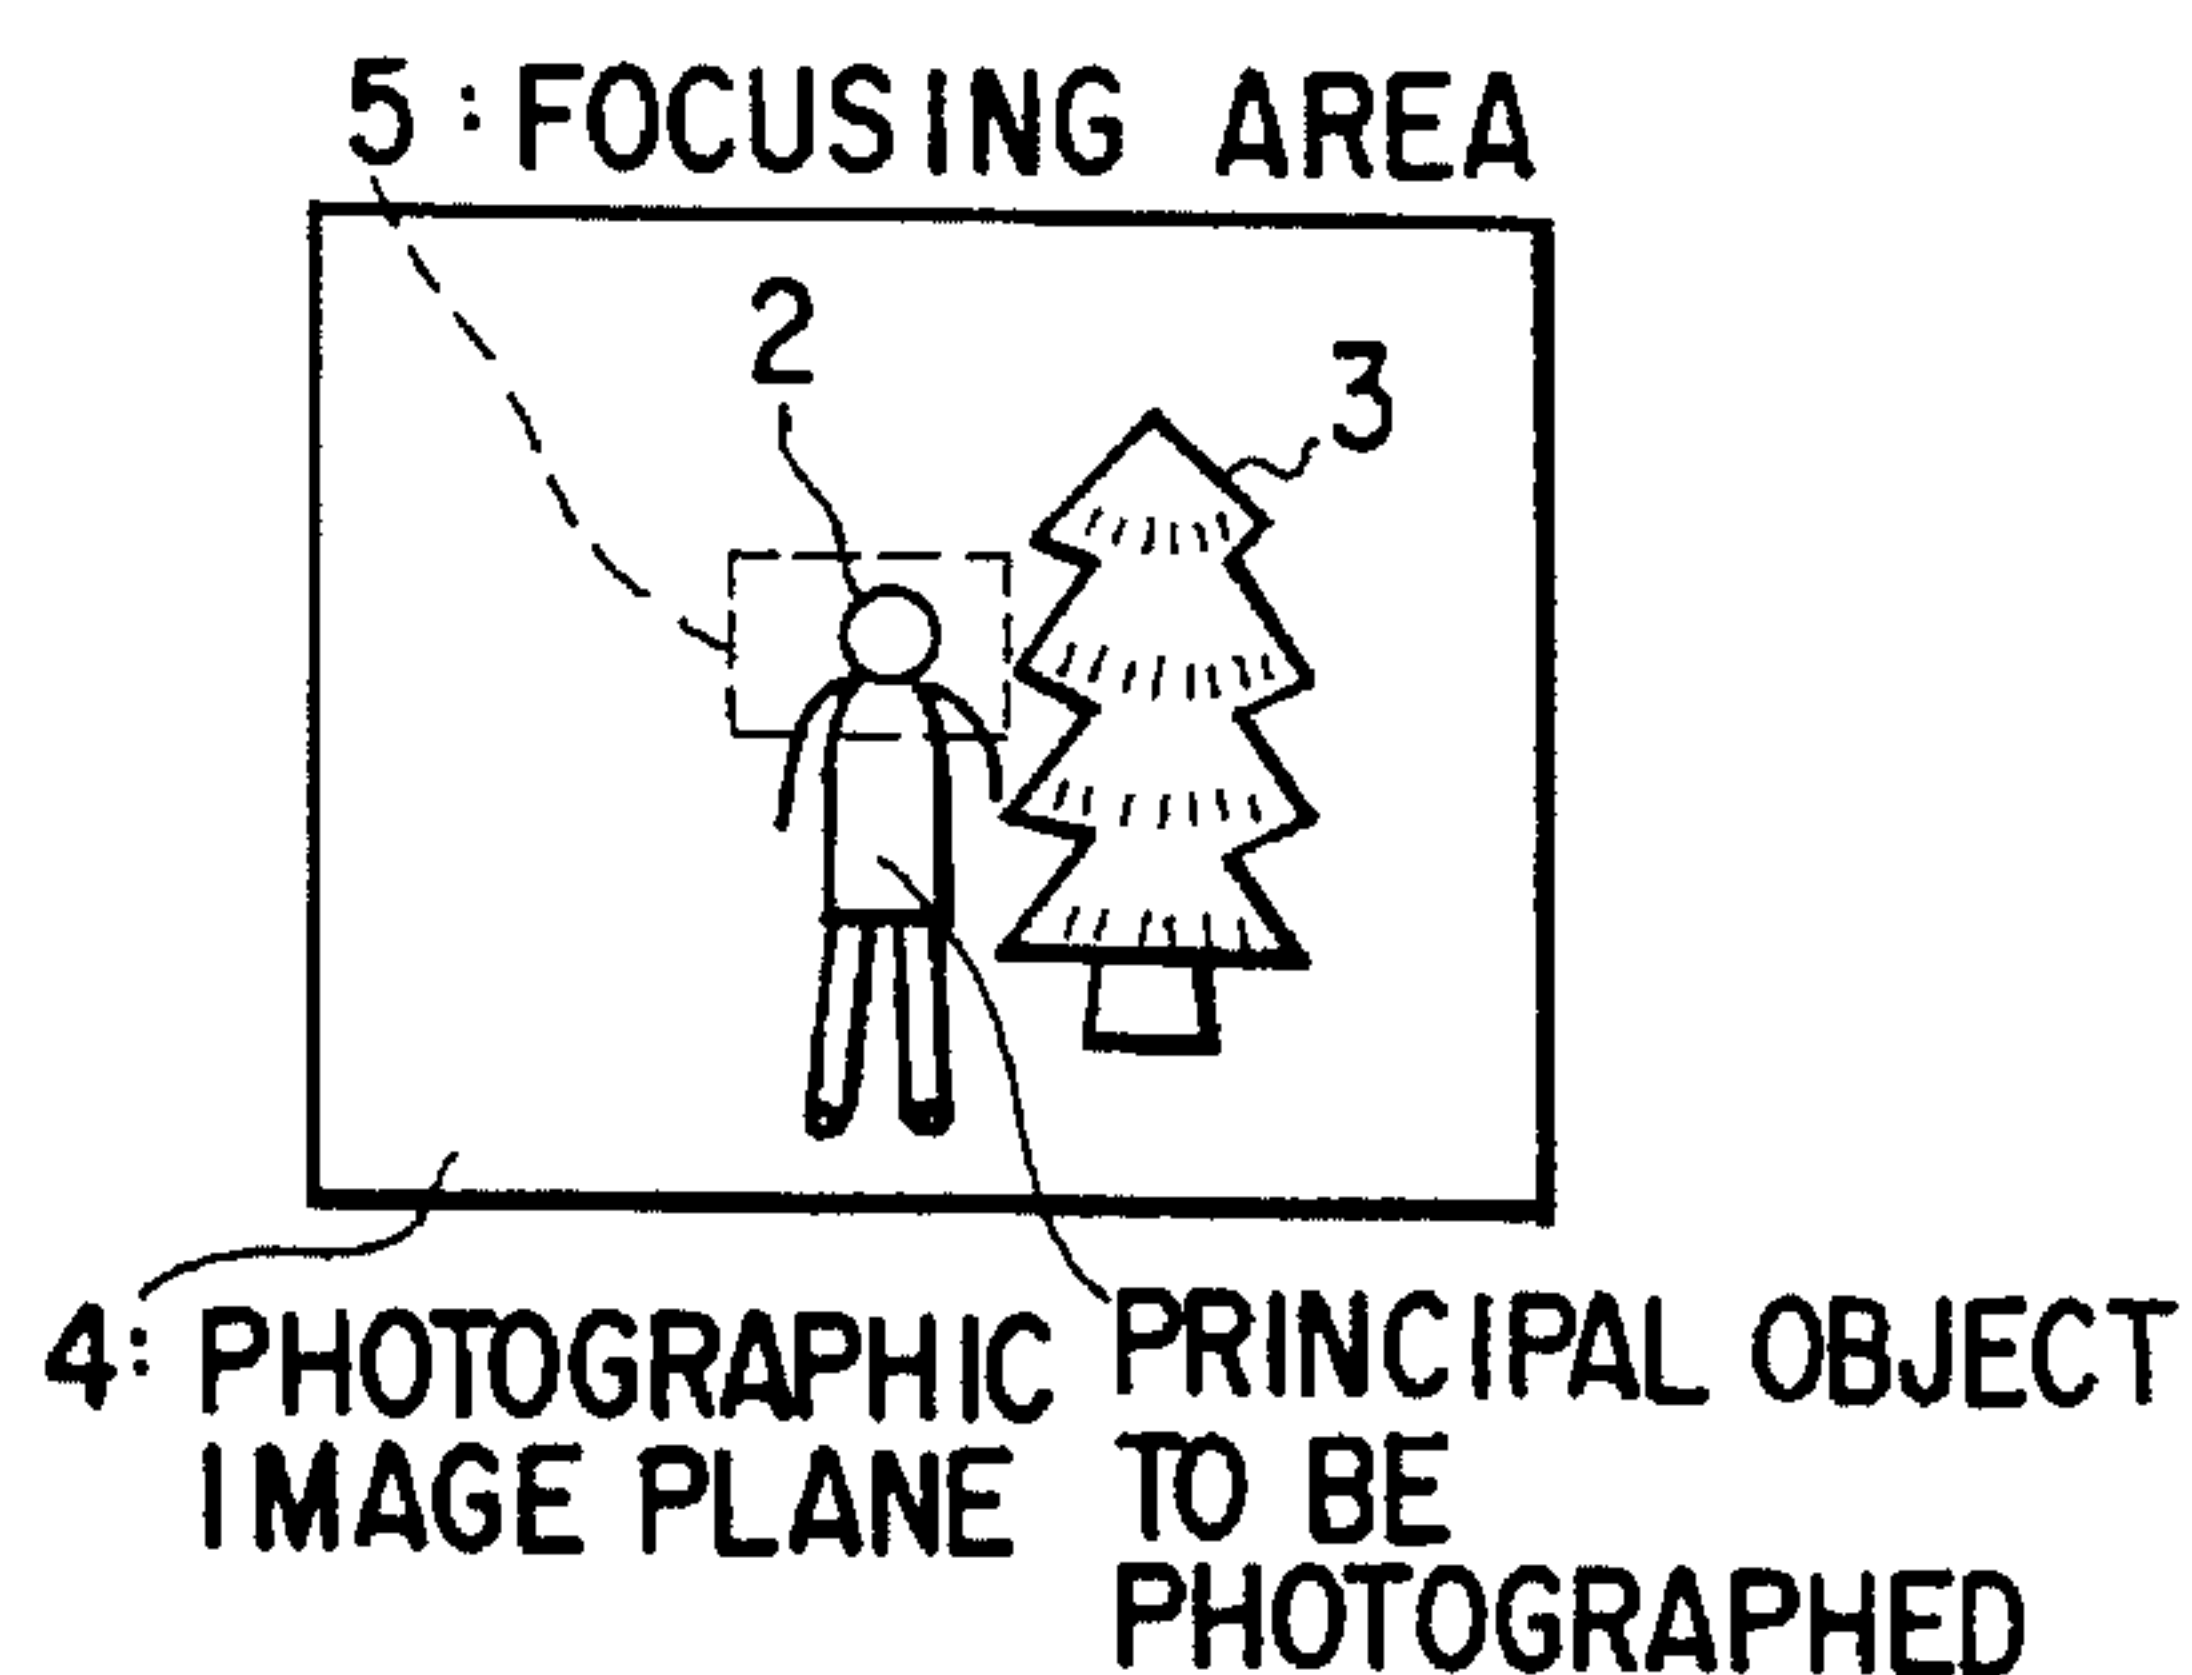 5: FOCUSING AREA
2
3
4: PHOTOGRAPHIC
IMAGE PLANE
PRINCIPAL OBJECT
TO BE
PHOTOGRAPHED